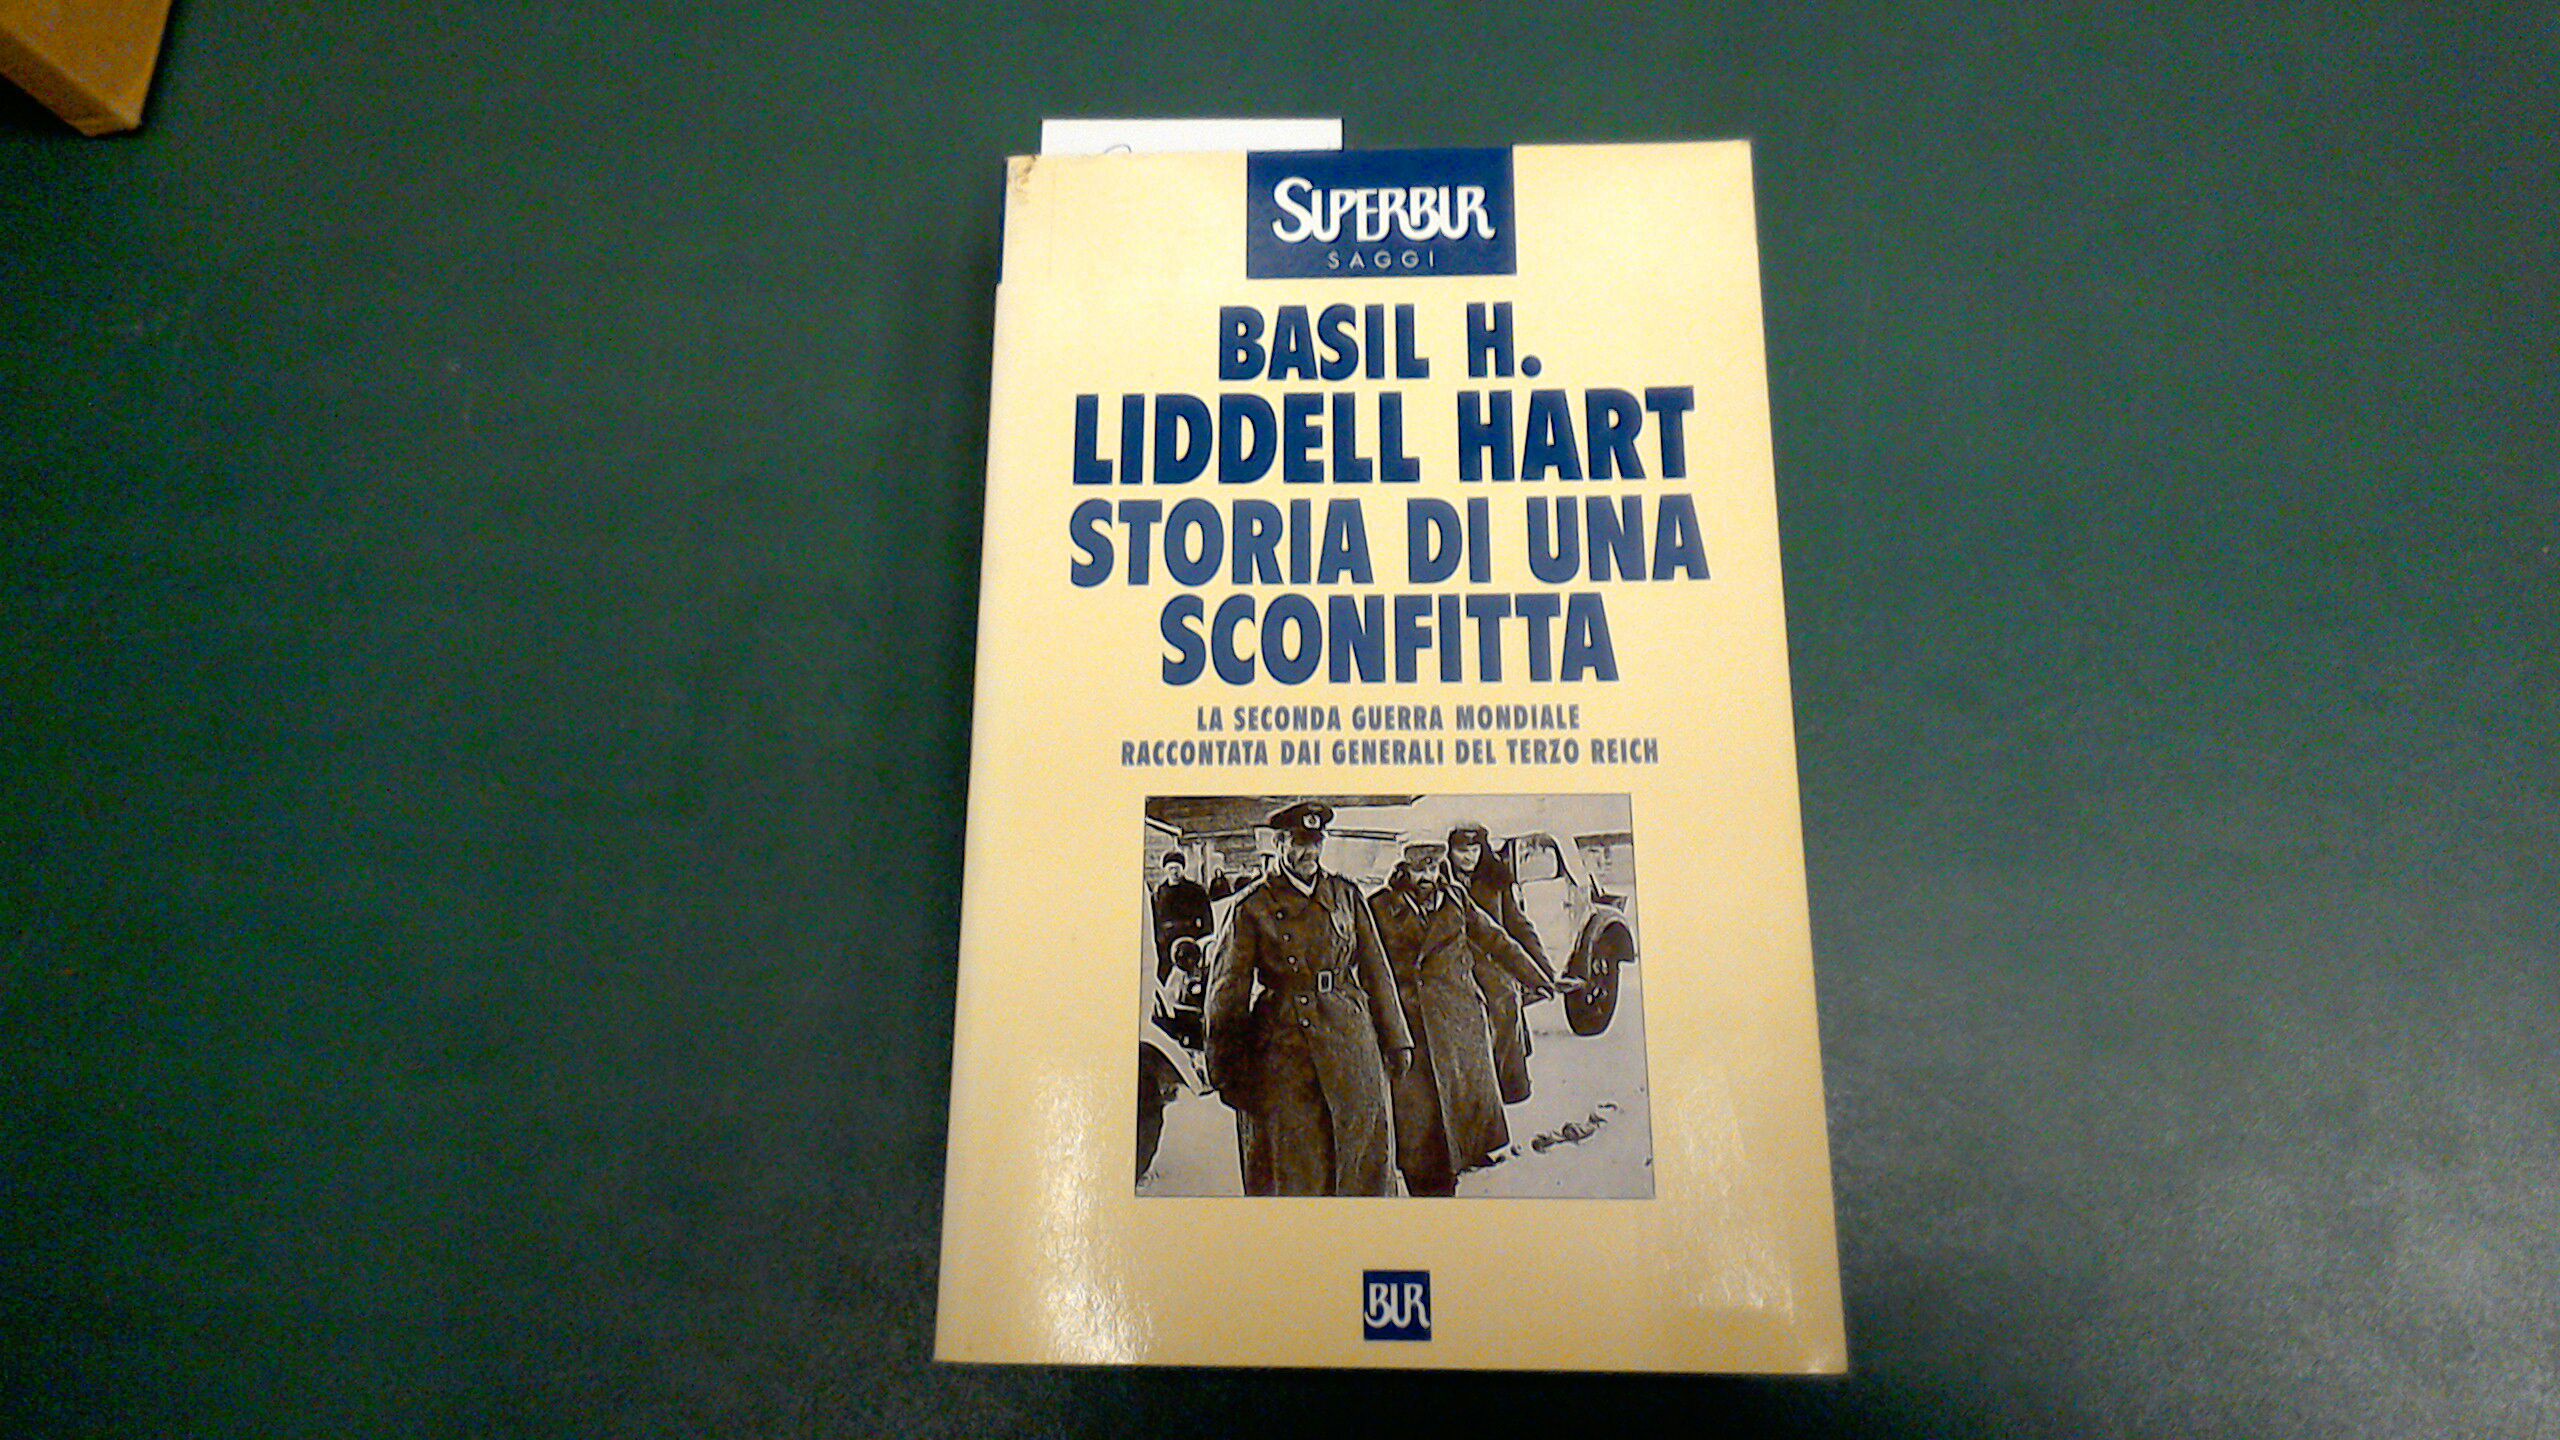 SUPERBUR
SAGGI
BASIL H.
LIDDELL HART
STORIA DI UNA
SCONFITTA
LA SECONDA GUERRA MONDIALE
RACCONTATA DAI GENERALI DEL TERZO REICH
BUR